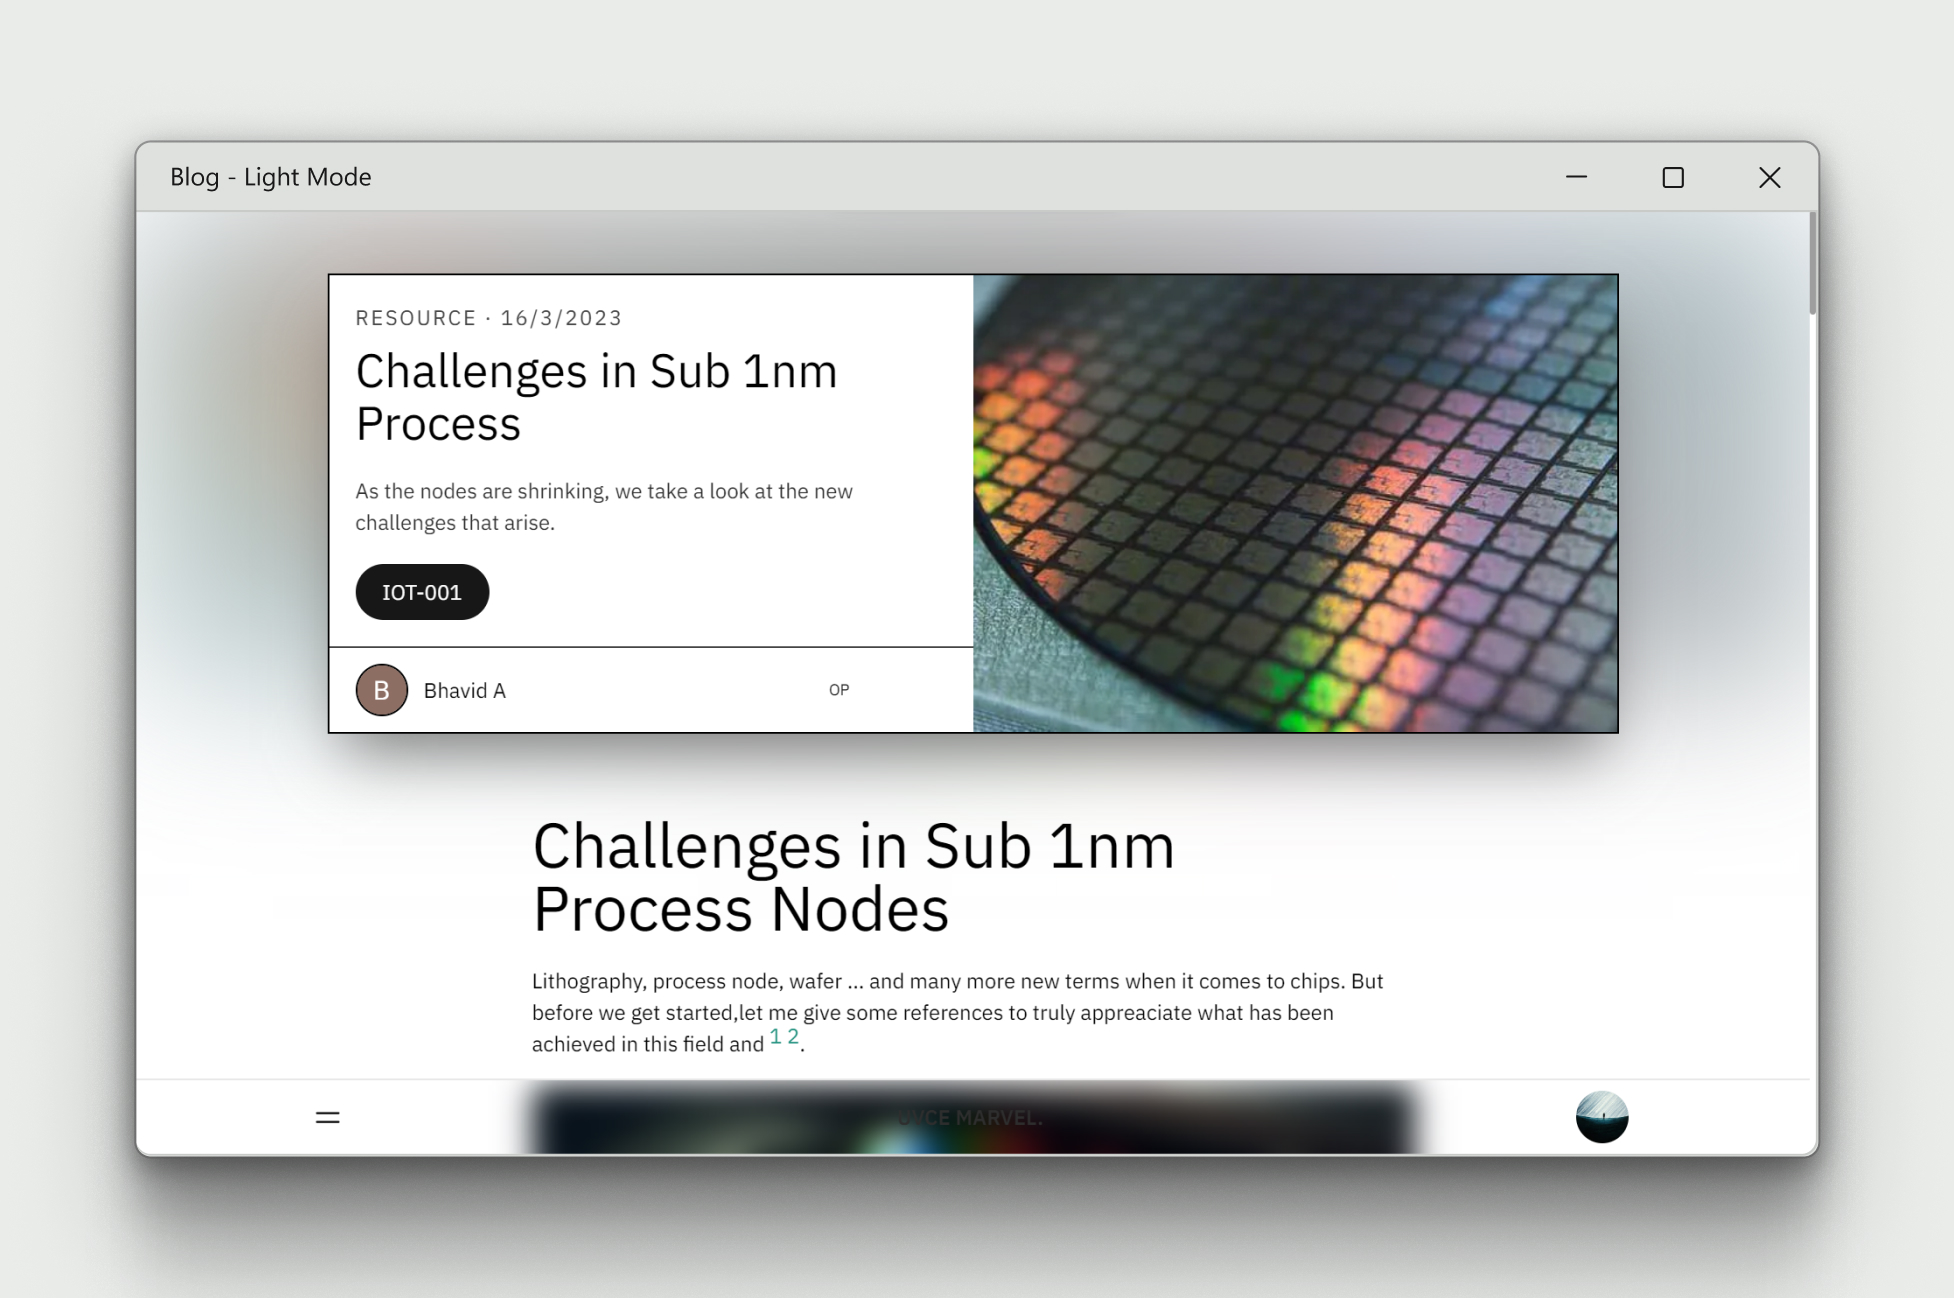 Blog - Light Mode
RESOURCE · 16/3/2023
Challenges in Sub 1nm
Process
As the nodes are shrinking, we take a look at the new
challenges that arise.
IOT-001
B
Bhavid A
OP
Challenges in Sub 1nm
Process Nodes
Lithography, process node, wafer ... and many more new terms when it comes to chips. But
before we get started,let me give some references to truly appreaciate what has been
achieved in this field and 1 2.
UVCE MARVEL.